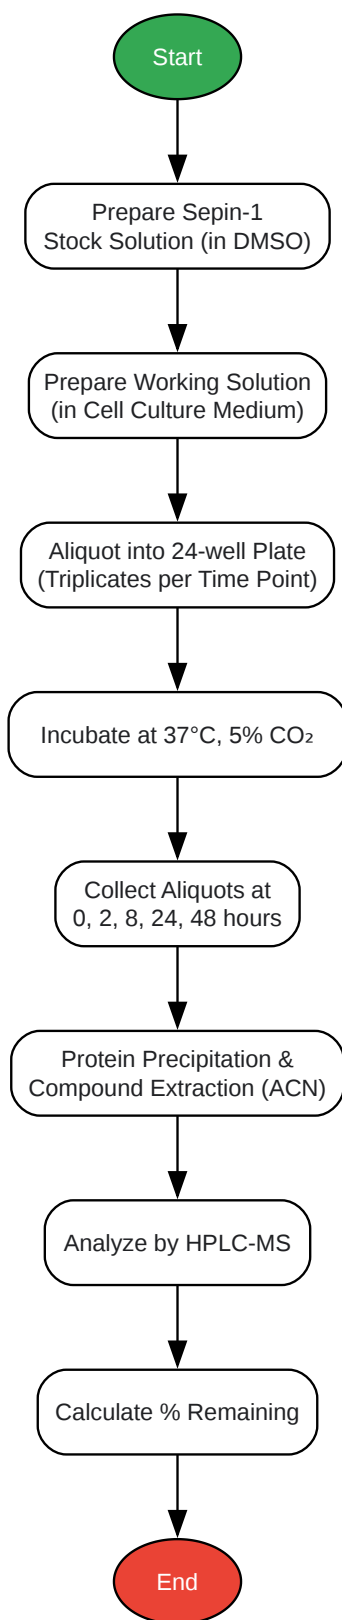 Start
Prepare Sepin-1
Stock Solution (in DMSO)
Prepare Working Solution
(in Cell Culture Medium)
Aliquot into 24-well Plate
(Triplicates per Time Point)
Incubate at 37°C, 5% CO₂
Collect Aliquots at
0, 2, 8, 24, 48 hours
Protein Precipitation &
Compound Extraction (ACN)
Analyze by HPLC-MS
Calculate % Remaining
End